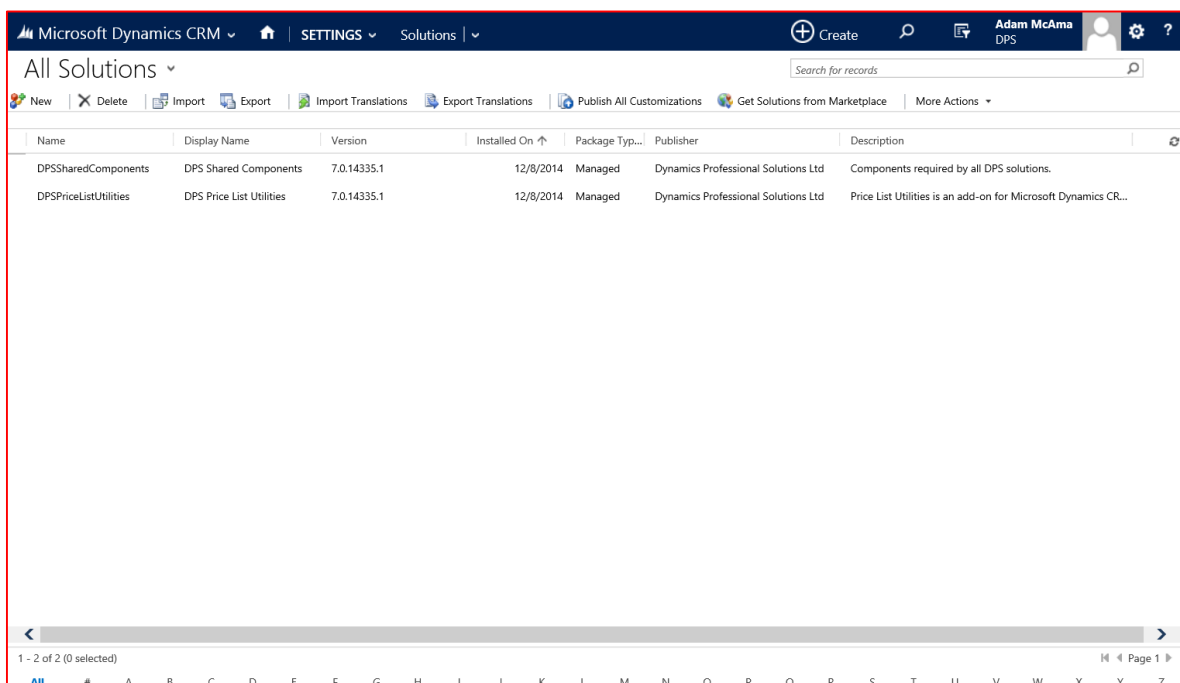 Microsoft Dynamics CRM SETTINGS Solutions Create Adam McAma ?
DPS
All Solutions Search for records
New Delete Import Export Import Translations Export Translations Publish All Customizations Get Solutions from Marketplace More Actions
Name Display Name Version Installed On Package Typ... Publisher Description
DPSSharedComponents DPS Shared Components 7.0.14335.1 12/8/2014 Managed Dynamics Professional Solutions Ltd Components required by all DPS solutions.
DPSPriceListUtilities DPS Price List Utilities 7.0.14335.1 12/8/2014 Managed Dynamics Professional Solutions Ltd Price List Utilities is an add-on for Microsoft Dynamics CR...
1 - 2 of 2 (0 selected) Page 1
All # A B C D E F G H I J K L M N O P Q R S T U V W X Y Z